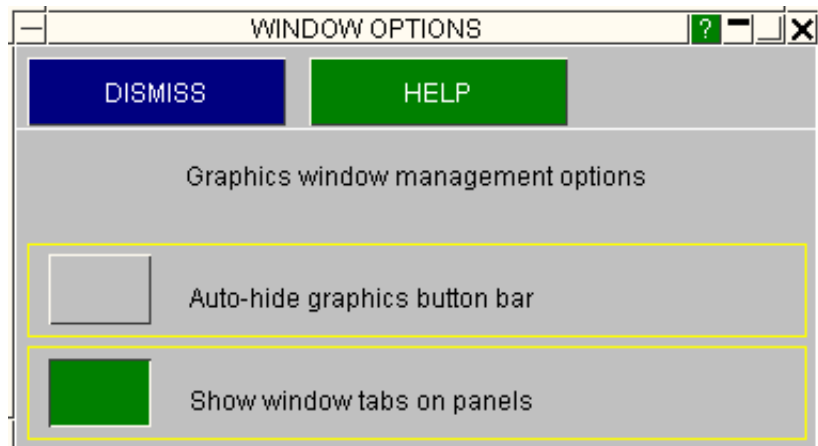 WINDOW OPTIONS ?
DISMISS HELP
Graphics window management options
Auto-hide graphics button bar
Show window tabs on panels